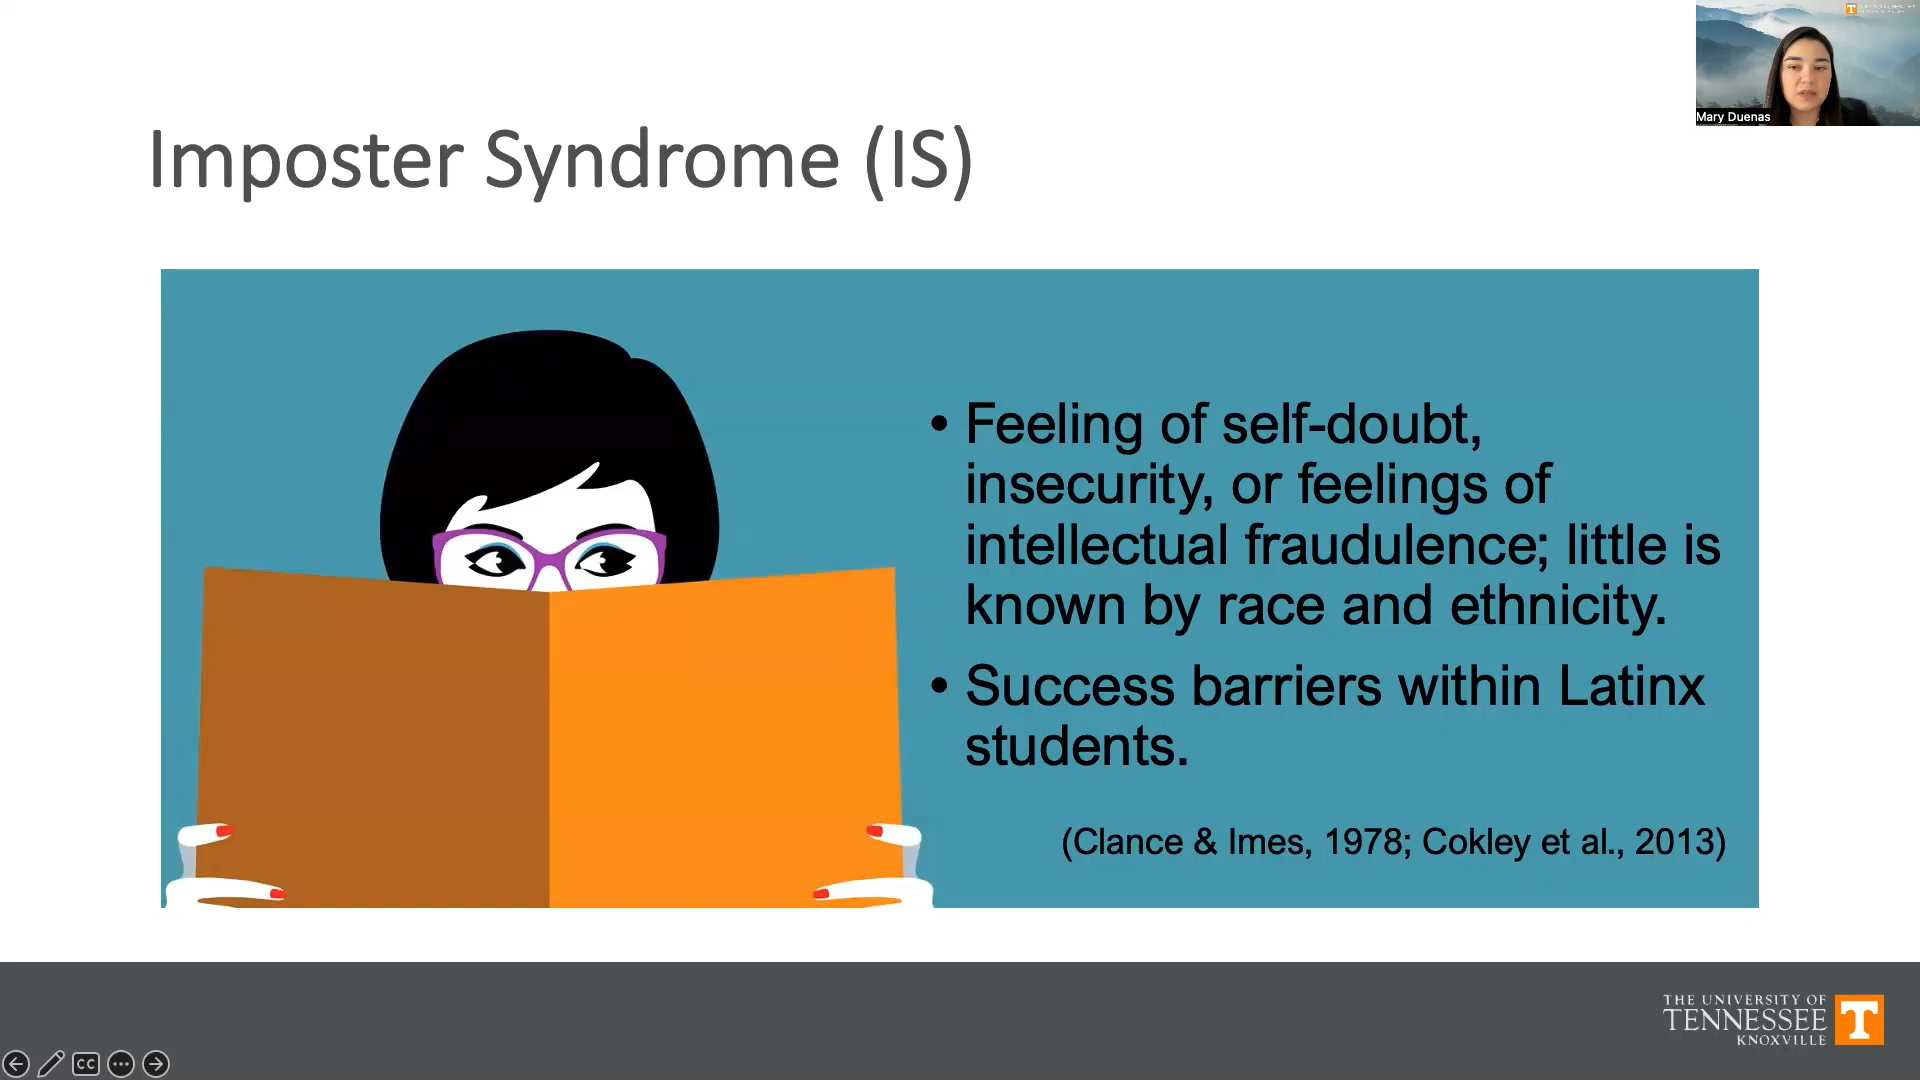 Mary Duenas
Imposter Syndrome (IS)
• Feeling of self-doubt,
insecurity, or feelings of
intellectual fraudulence; little is
known by race and ethnicity.
• Success barriers within Latinx
students.
(Clance & Imes, 1978; Cokley et al., 2013)
THE UNIVERSITY OF
TENNESSEE
KNOXVILLE
T
CC
T